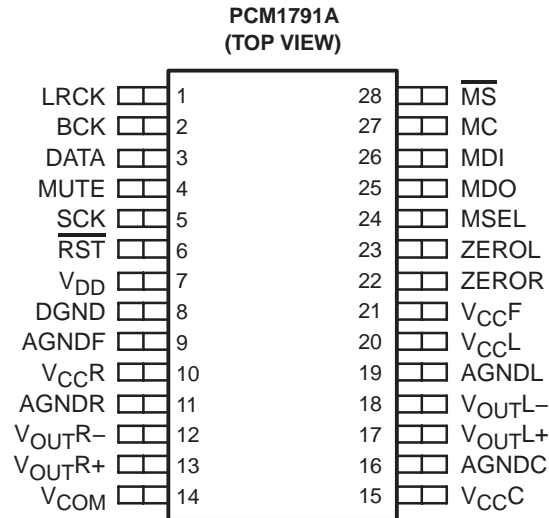 PCM1791A
(TOP VIEW)
LRCK 1 28 M̅S̅
BCK 2 27 MC
DATA 3 26 MDI
MUTE 4 25 MDO
SCK 5 24 MSEL
R̅S̅T̅ 6 23 ZEROL
VDD 7 22 ZEROR
DGND 8 21 VCCF
AGNDF 9 20 VCCL
VCCR 10 19 AGNDL
AGNDR 11 18 VOUTL–
VOUTR– 12 17 VOUTL+
VOUTR+ 13 16 AGNDC
VCOM 14 15 VCCC